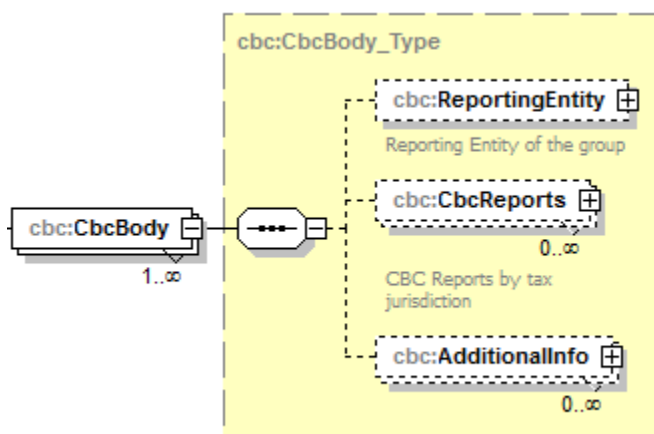 cbc:CbcBody_Type
cbc:ReportingEntity
Reporting Entity of the group
cbc:CbcReports
0..∞
CBC Reports by tax
jurisdiction
cbc:CbcBody
1..∞
cbc:AdditionalInfo
0..∞